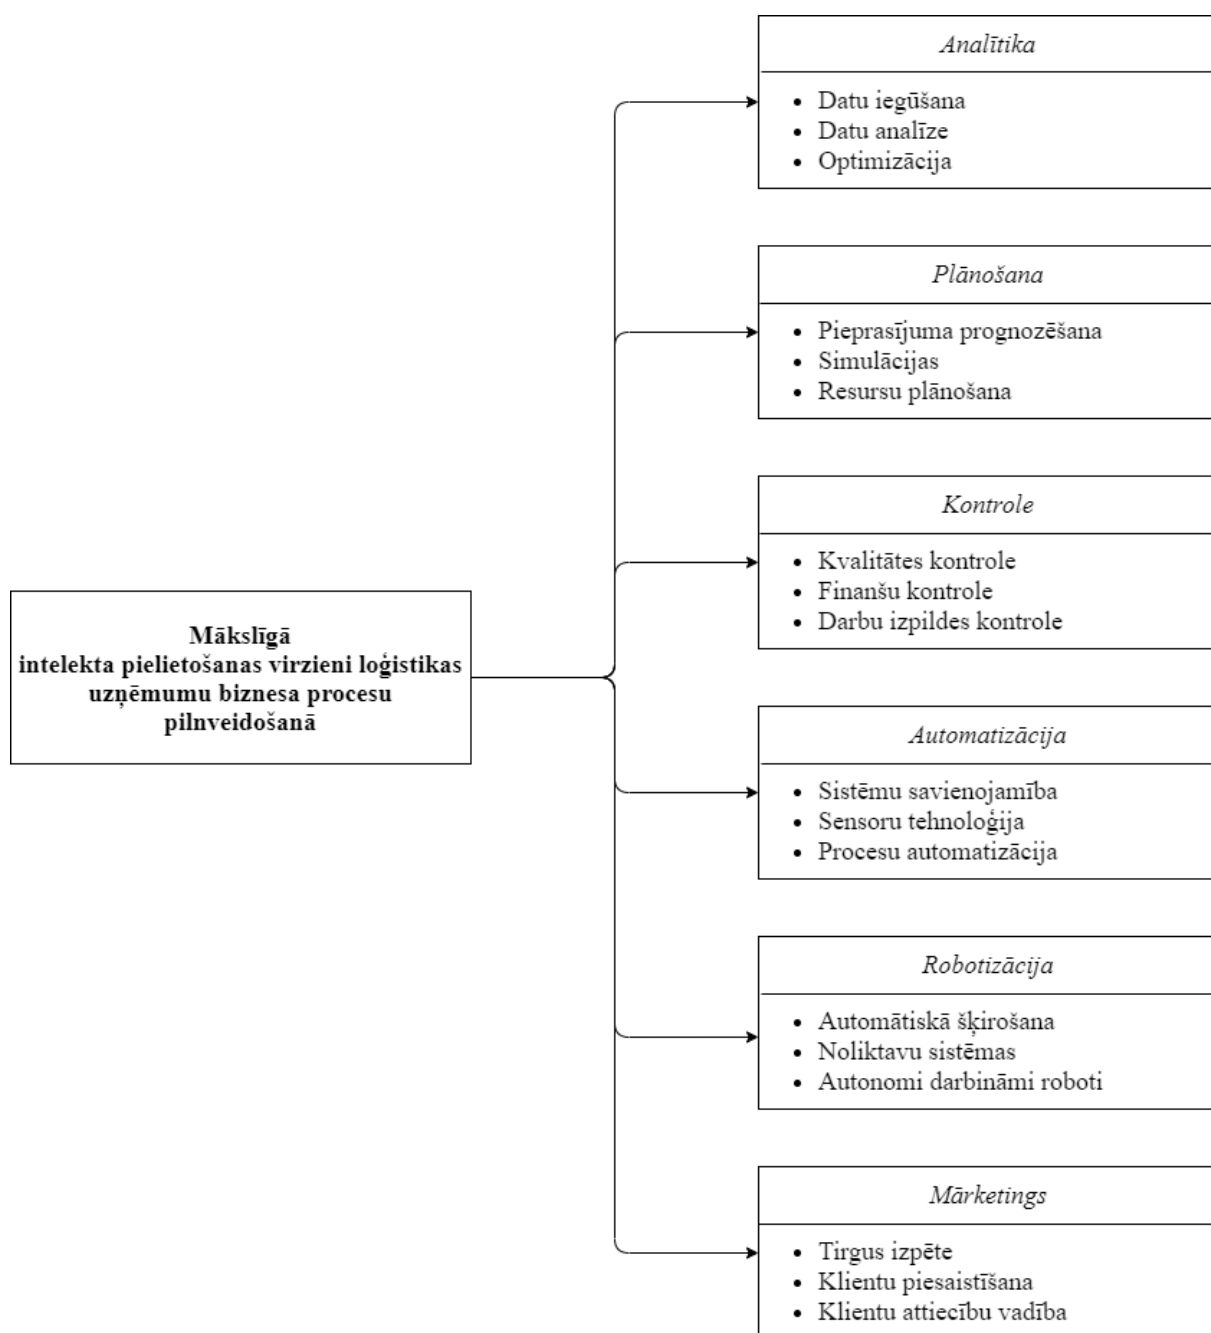 Mākslīgā
intelekta pielietošanas virzieni loģistikas
uzņēmumu biznesa procesu
pilnveidošanā
Analītika
Datu iegūšana
Datu analīze
Optimizācija
Plānošana
Pieprasījuma prognozēšana
Simulācijas
Resursu plānošana
Kontrole
Kvalitātes kontrole
Finanšu kontrole
Darbu izpildes kontrole
Automatizācija
Sistēmu savienojamība
Sensoru tehnoloģija
Procesu automatizācija
Robotizācija
Automātiskā šķirošana
Noliktavu sistēmas
Autonomi darbināmi roboti
Mārketings
Tirgus izpēte
Klientu piesaistīšana
Klientu attiecību vadība